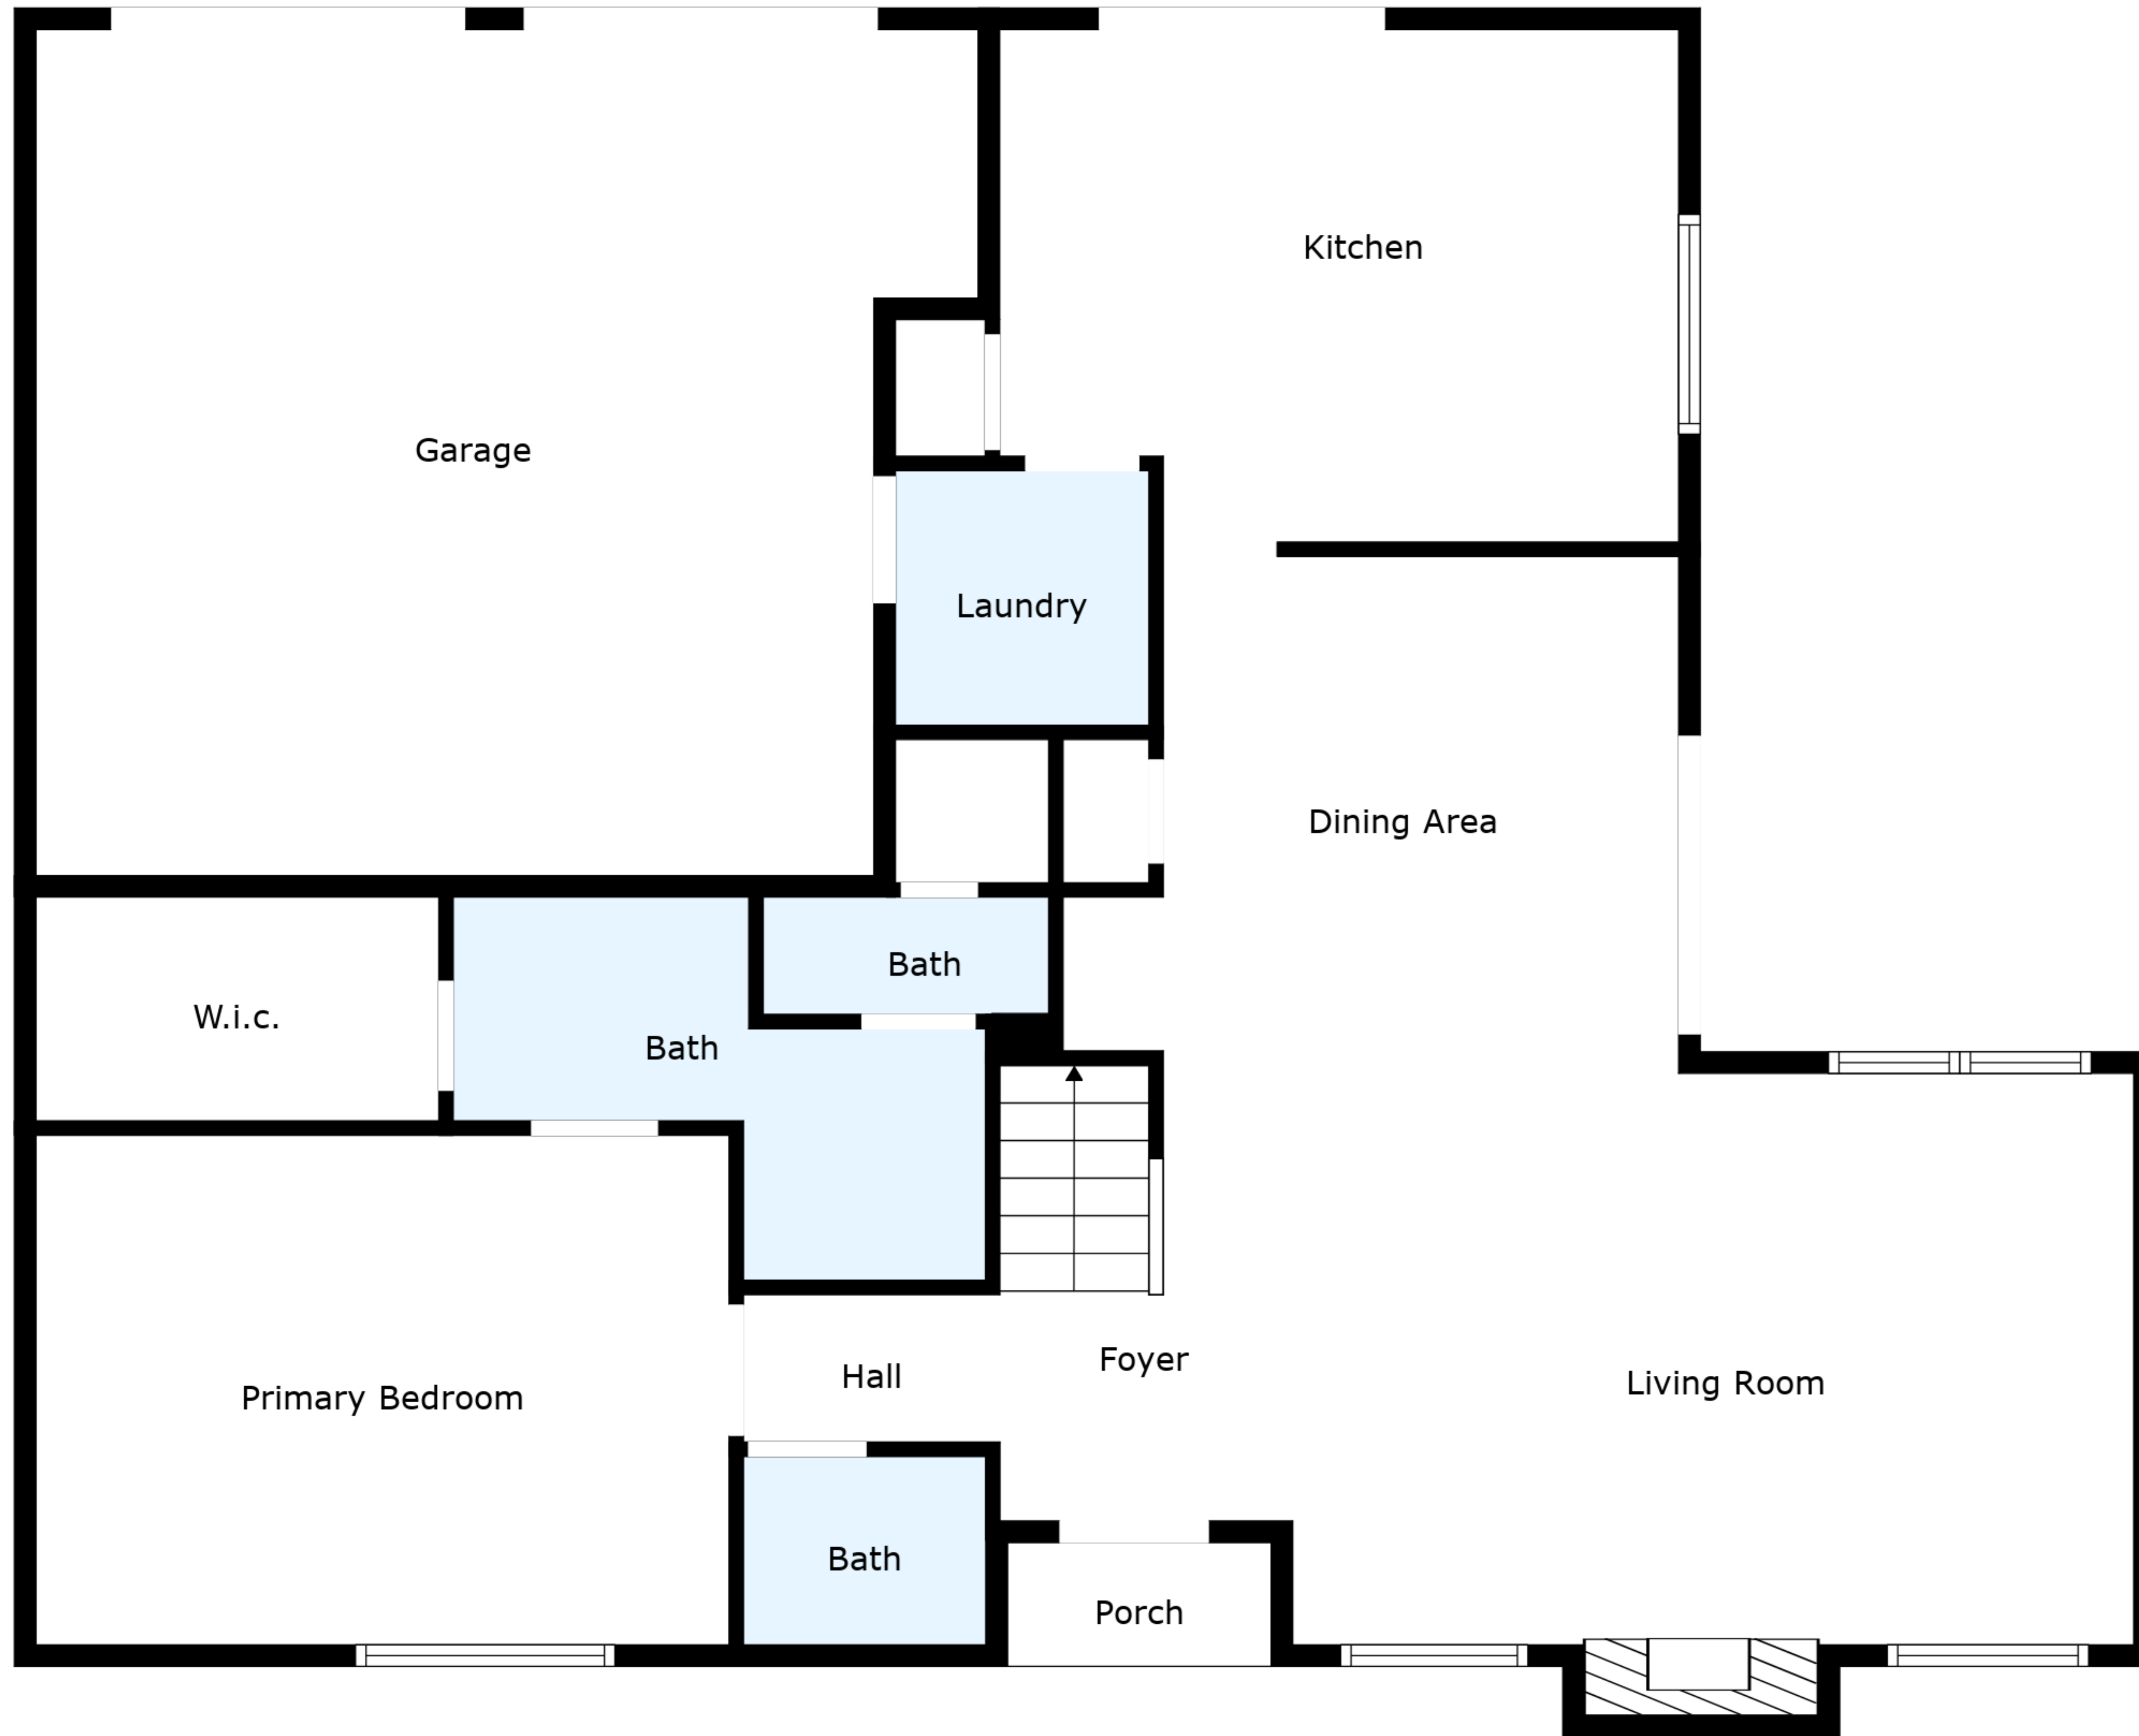 Kitchen
Garage
Laundry
Dining Area
Bath
W.i.c.
Bath
Foyer
Hall
Living Room
Primary Bedroom
Bath
Porch